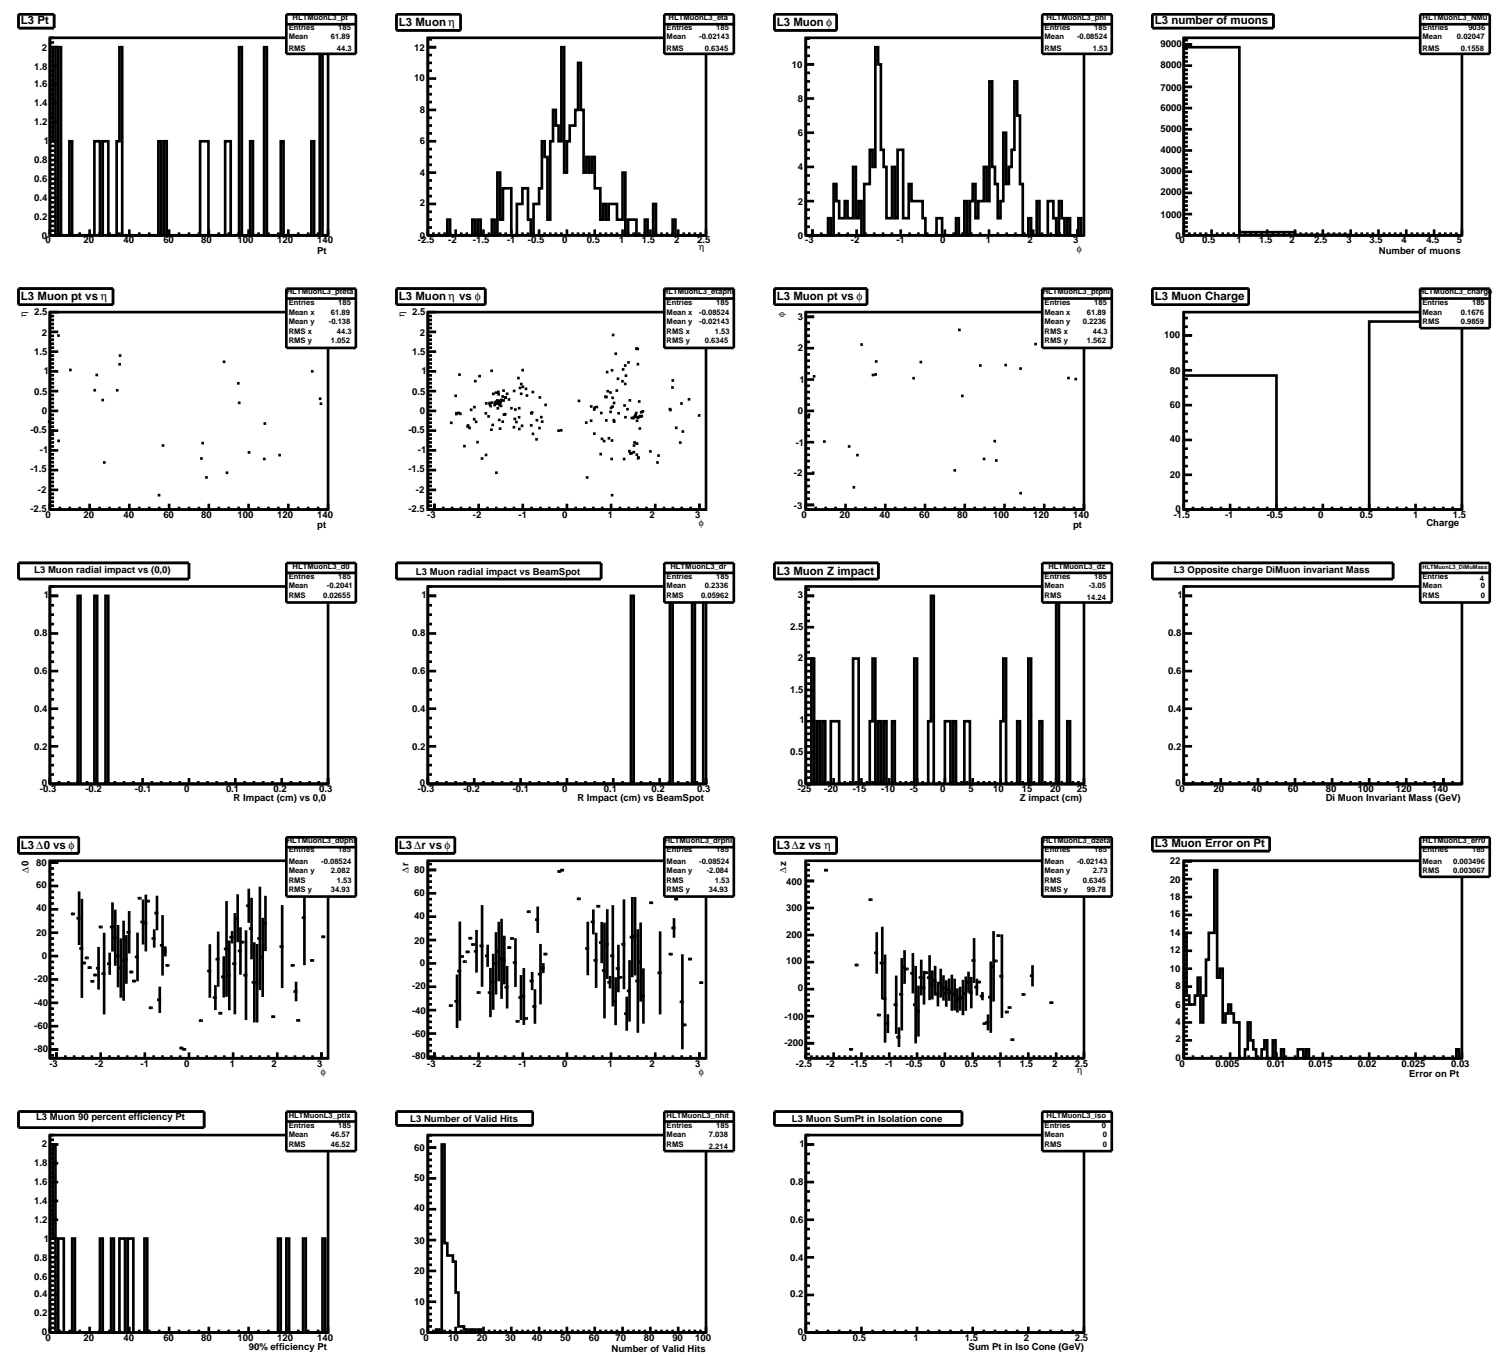 L3 Pt
HLTMuonL3_pt
Entries 185
Mean 61.89
RMS 44.3
Pt
L3 Muon η
HLTMuonL3_eta
Entries 185
Mean -0.02143
RMS 0.6345
η
L3 Muon φ
HLTMuonL3_phi
Entries 185
Mean -0.08524
RMS 1.53
φ
L3 number of muons
HLTMuonL3_NMu
Entries 9036
Mean 0.02047
RMS 0.1558
Number of muons
L3 Muon pt vs η
HLTMuonL3_pteta
Entries 185
Mean x 61.89
Mean y -0.138
RMS x 44.3
RMS y 1.052
η
pt
L3 Muon η vs φ
HLTMuonL3_etaphi
Entries 185
Mean x -0.08524
Mean y -0.02143
RMS x 1.53
RMS y 0.6345
η
φ
L3 Muon pt vs φ
HLTMuonL3_ptphi
Entries 185
Mean x 61.89
Mean y 0.2236
RMS x 44.3
RMS y 1.562
φ
pt
L3 Muon Charge
HLTMuonL3_charge
Entries 185
Mean 0.1676
RMS 0.9859
Charge
L3 Muon radial impact vs (0,0)
HLTMuonL3_d0
Entries 185
Mean -0.2041
RMS 0.02655
R Impact (cm) vs 0,0
L3 Muon radial impact vs BeamSpot
HLTMuonL3_dr
Entries 185
Mean 0.2336
RMS 0.05962
R Impact (cm) vs BeamSpot
L3 Muon Z impact
HLTMuonL3_dz
Entries 185
Mean -3.05
RMS 14.24
Z impact (cm)
L3 Opposite charge DiMuon invariant Mass
HLTMuonL3_DiMuMass
Entries 4
Mean 0
RMS 0
Di Muon Invariant Mass (GeV)
L3 Δ0 vs φ
HLTMuonL3_d0phi
Entries 185
Mean -0.08524
Mean y 2.082
RMS 1.53
RMS y 34.93
Δ0
φ
L3 Δr vs φ
HLTMuonL3_drphi
Entries 185
Mean -0.08524
Mean y -2.084
RMS 1.53
RMS y 34.93
Δr
φ
L3 Δz vs η
HLTMuonL3_dzeta
Entries 185
Mean -0.02143
Mean y 2.73
RMS 0.6345
RMS y 99.78
Δz
η
L3 Muon Error on Pt
HLTMuonL3_err0
Entries 185
Mean 0.003496
RMS 0.003067
Error on Pt
L3 Muon 90 percent efficiency Pt
HLTMuonL3_ptlx
Entries 185
Mean 46.57
RMS 46.52
90% efficiency Pt
L3 Number of Valid Hits
HLTMuonL3_nhit
Entries 185
Mean 7.038
RMS 2.214
Number of Valid Hits
L3 Muon SumPt in Isolation cone
HLTMuonL3_iso
Entries 0
Mean 0
RMS 0
Sum Pt in Iso Cone (GeV)